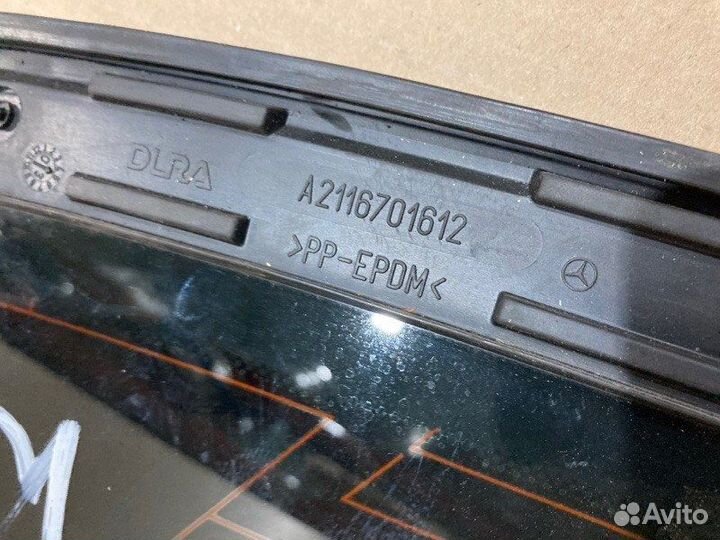 DLRA
A2116701612
>PP-EPDM<
Avito